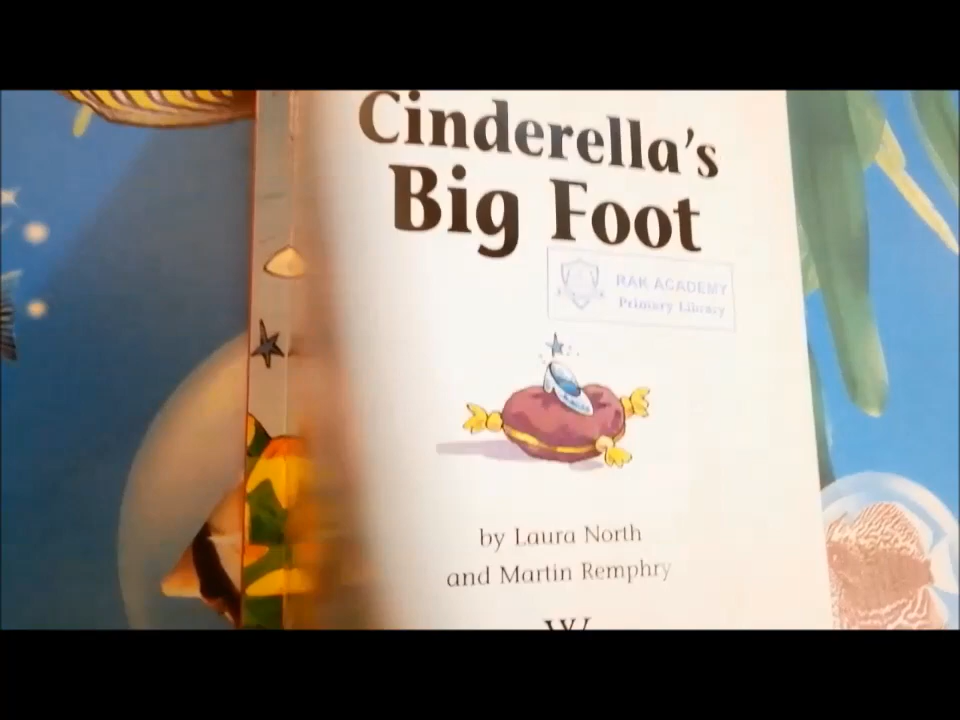 Cinderella's
Big Foot
RAK ACADEMY
Primary Library
by Laura North
and Martin Remphry
W